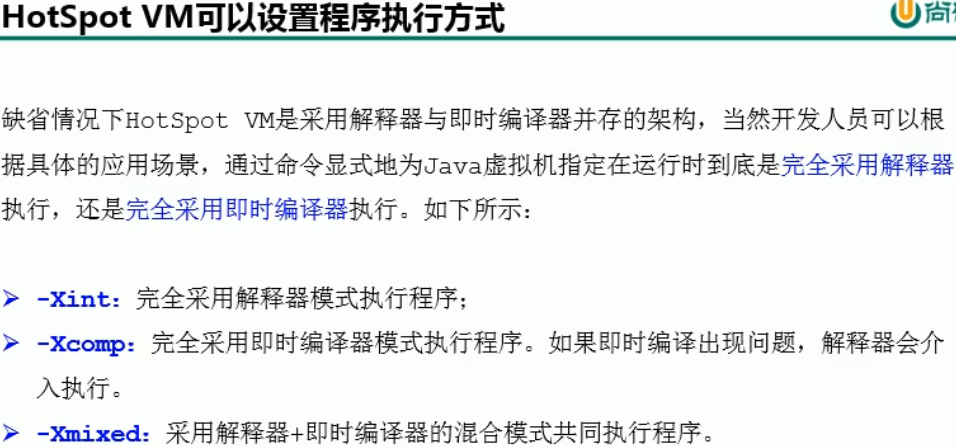 HotSpot VM可以设置程序执行方式
尚
缺省情况下HotSpot VM是采用解释器与即时编译器并存的架构，当然开发人员可以根
据具体的应用场景，通过命令显式地为Java虚拟机指定在运行时到底是完全采用解释器
执行，还是完全采用即时编译器执行。如下所示：
➢ -Xint：完全采用解释器模式执行程序；
➢ -Xcomp：完全采用即时编译器模式执行程序。如果即时编译出现问题，解释器会介
入执行。
➢ -Xmixed：采用解释器+即时编译器的混合模式共同执行程序。